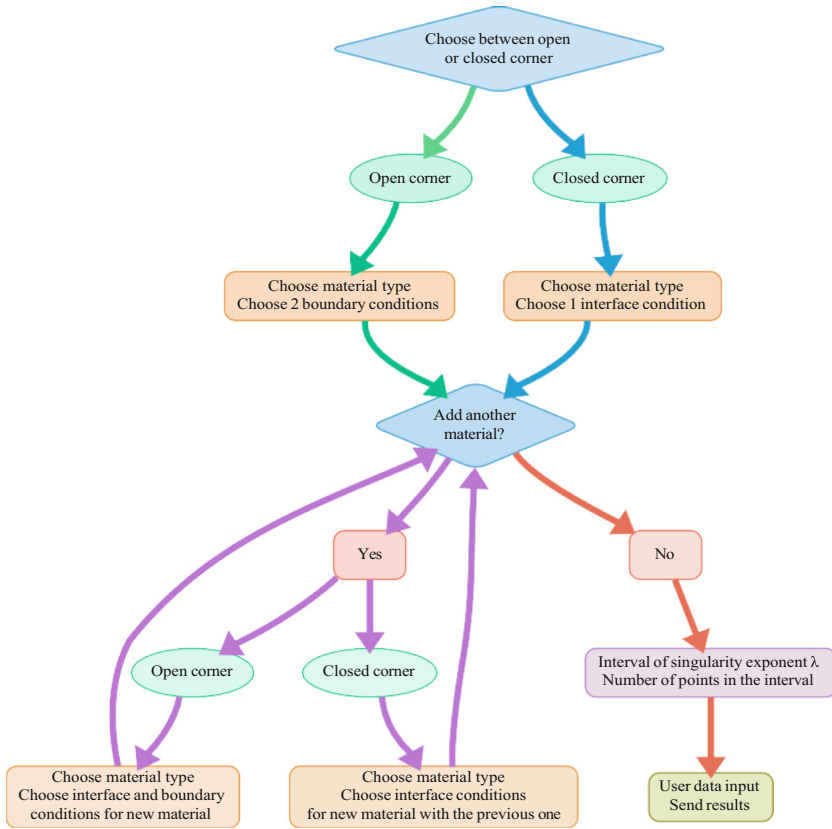 Choose between open
or closed corner
Open corner
Closed corner
Choose material type
Choose 2 boundary conditions
Choose material type
Choose 1 interface condition
Add another
material?
Yes
No
Open corner
Closed corner
Interval of singularity exponent λ
Number of points in the interval
Choose material type
Choose interface and boundary
conditions for new material
Choose material type
Choose interface conditions
for new material with the previous one
User data input
Send results